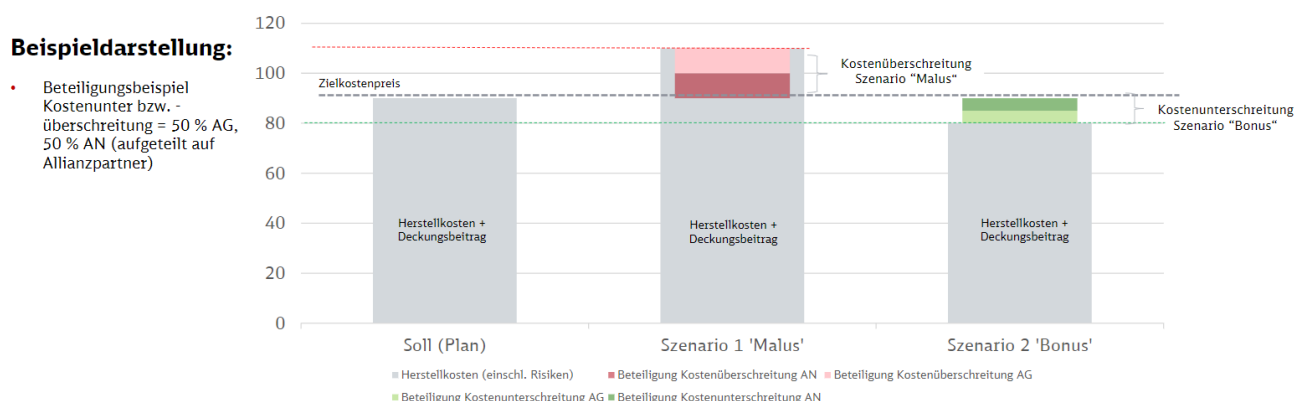 Beispieldarstellung:
• Beteiligungsbeispiel
Kostenunter bzw. -
überschreitung = 50 % AG,
50 % AN (aufgeteilt auf
Allianzpartner)
120
100
80
60
40
20
0
Zielkostenpreis
Kostenüberschreitung
Szenario "Malus"
Kostenunterschreitung
Szenario "Bonus"
Herstellkosten +
Deckungsbeitrag
Herstellkosten +
Deckungsbeitrag
Herstellkosten +
Deckungsbeitrag
Soll (Plan)
Szenario 1 'Malus'
Szenario 2 'Bonus'
Herstellkosten (einschl. Risiken)
Beteiligung Kostenüberschreitung AN
Beteiligung Kostenüberschreitung AG
Beteiligung Kostenunterschreitung AG
Beteiligung Kostenunterschreitung AN